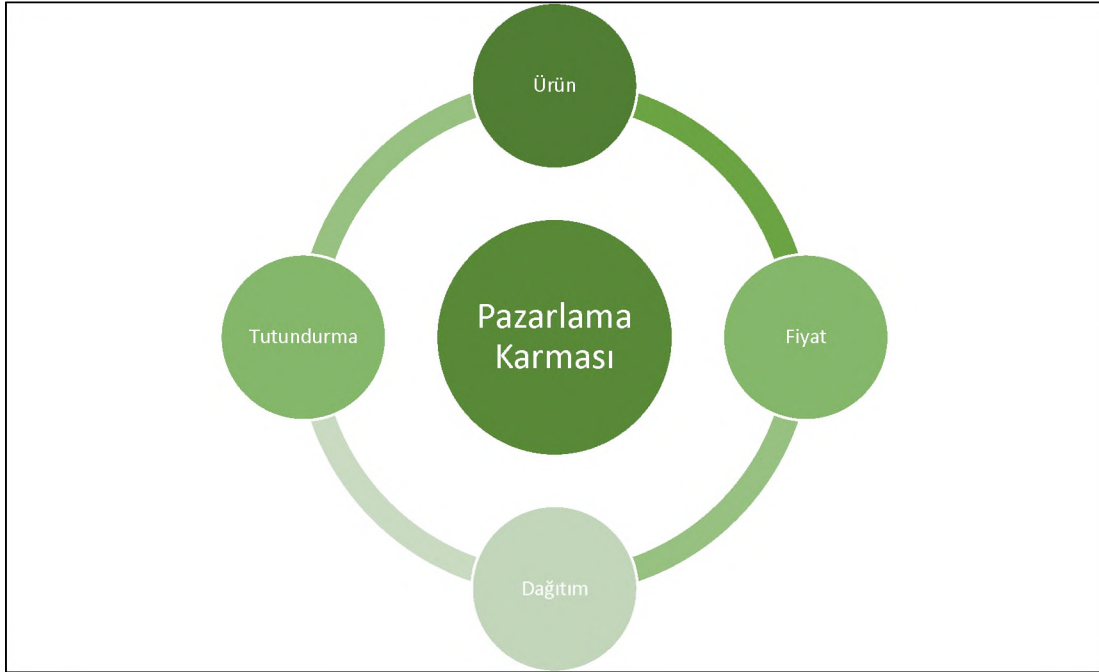 Ürün
Tutundurma
Pazarlama
Karması
Fiyat
Dağıtım